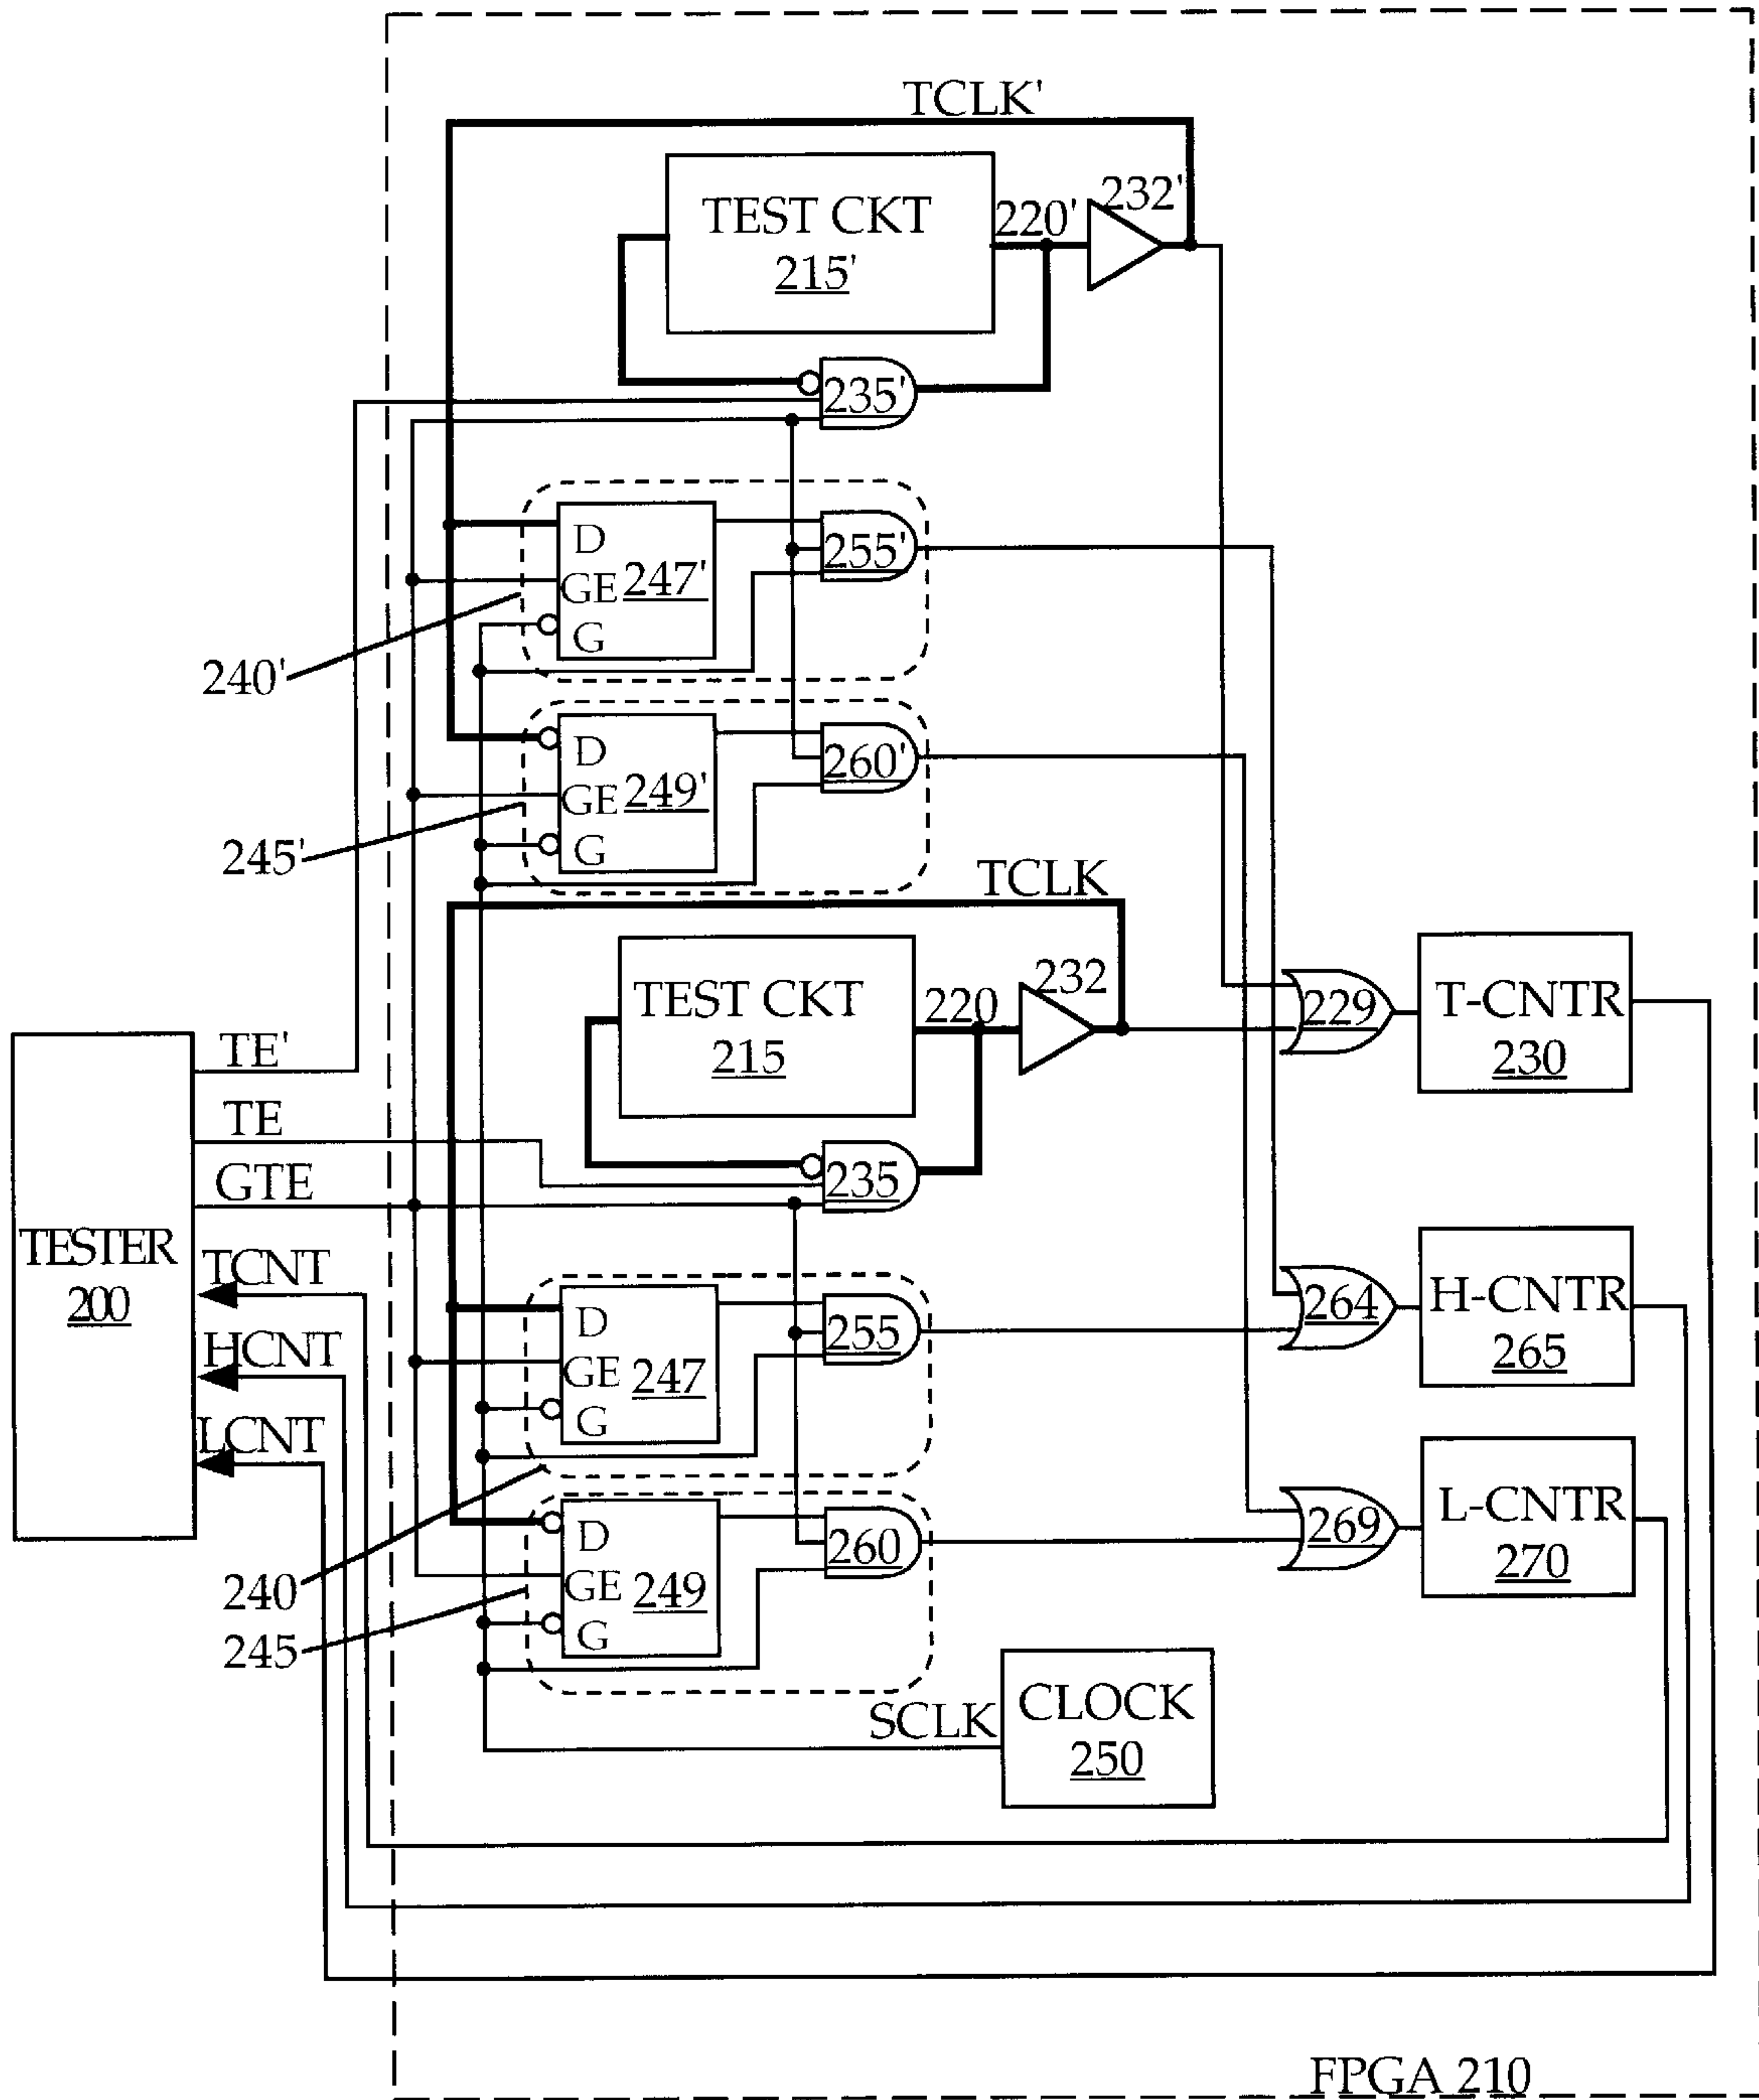 TCLK'
TEST CKT
215'
220'
232'
235'
D
GE
G
247'
255'
240'
D
GE
G
249'
260'
245'
TCLK
TEST CKT
215
220
232
229
T-CNTR
230
TE'
TE
GTE
235
TESTER
200
TCNT
HCNT
LCNT
D
GE
G
247
255
264
H-CNTR
265
D
GE
G
249
260
269
L-CNTR
270
240
245
SCLK
CLOCK
250
FPGA 210